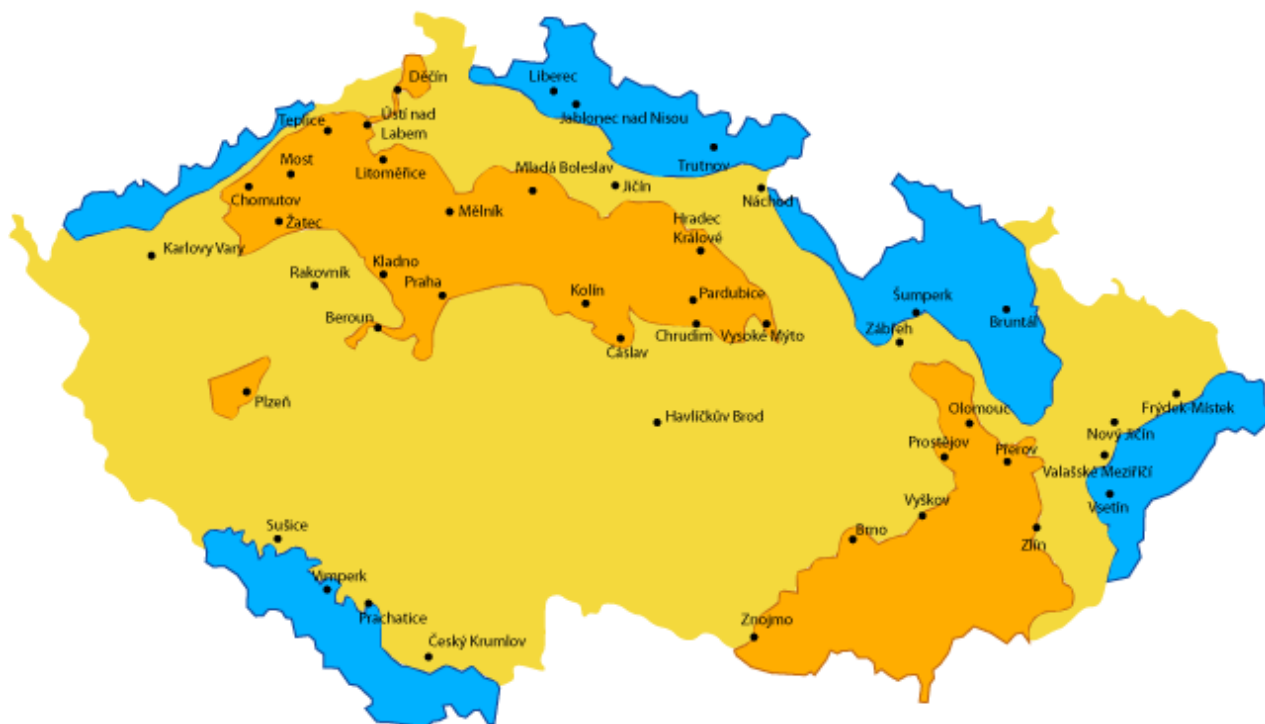 Děčín
Liberec
Ústí nad
Labem
Teplice
Jablonec nad Nisou
Most
Litoměřice
Mladá Boleslav
Trutnov
Jičín
Chomutov
Náchod
Mělník
Žatec
Hradec
Králové
Karlovy Vary
Kladno
Rakovník
Praha
Kolín
Pardubice
Šumperk
Bruntál
Beroun
Čáslav
Chrudim
Vysoké Mýto
Zábřeh
Plzeň
Frýdek-Místek
Havlíčkův Brod
Olomouc
Nový Jičín
Prostějov
Přerov
Valašské Meziříčí
Vsetín
Vyškov
Sušice
Brno
Zlín
Vimperk
Prachatice
Znojmo
Český Krumlov